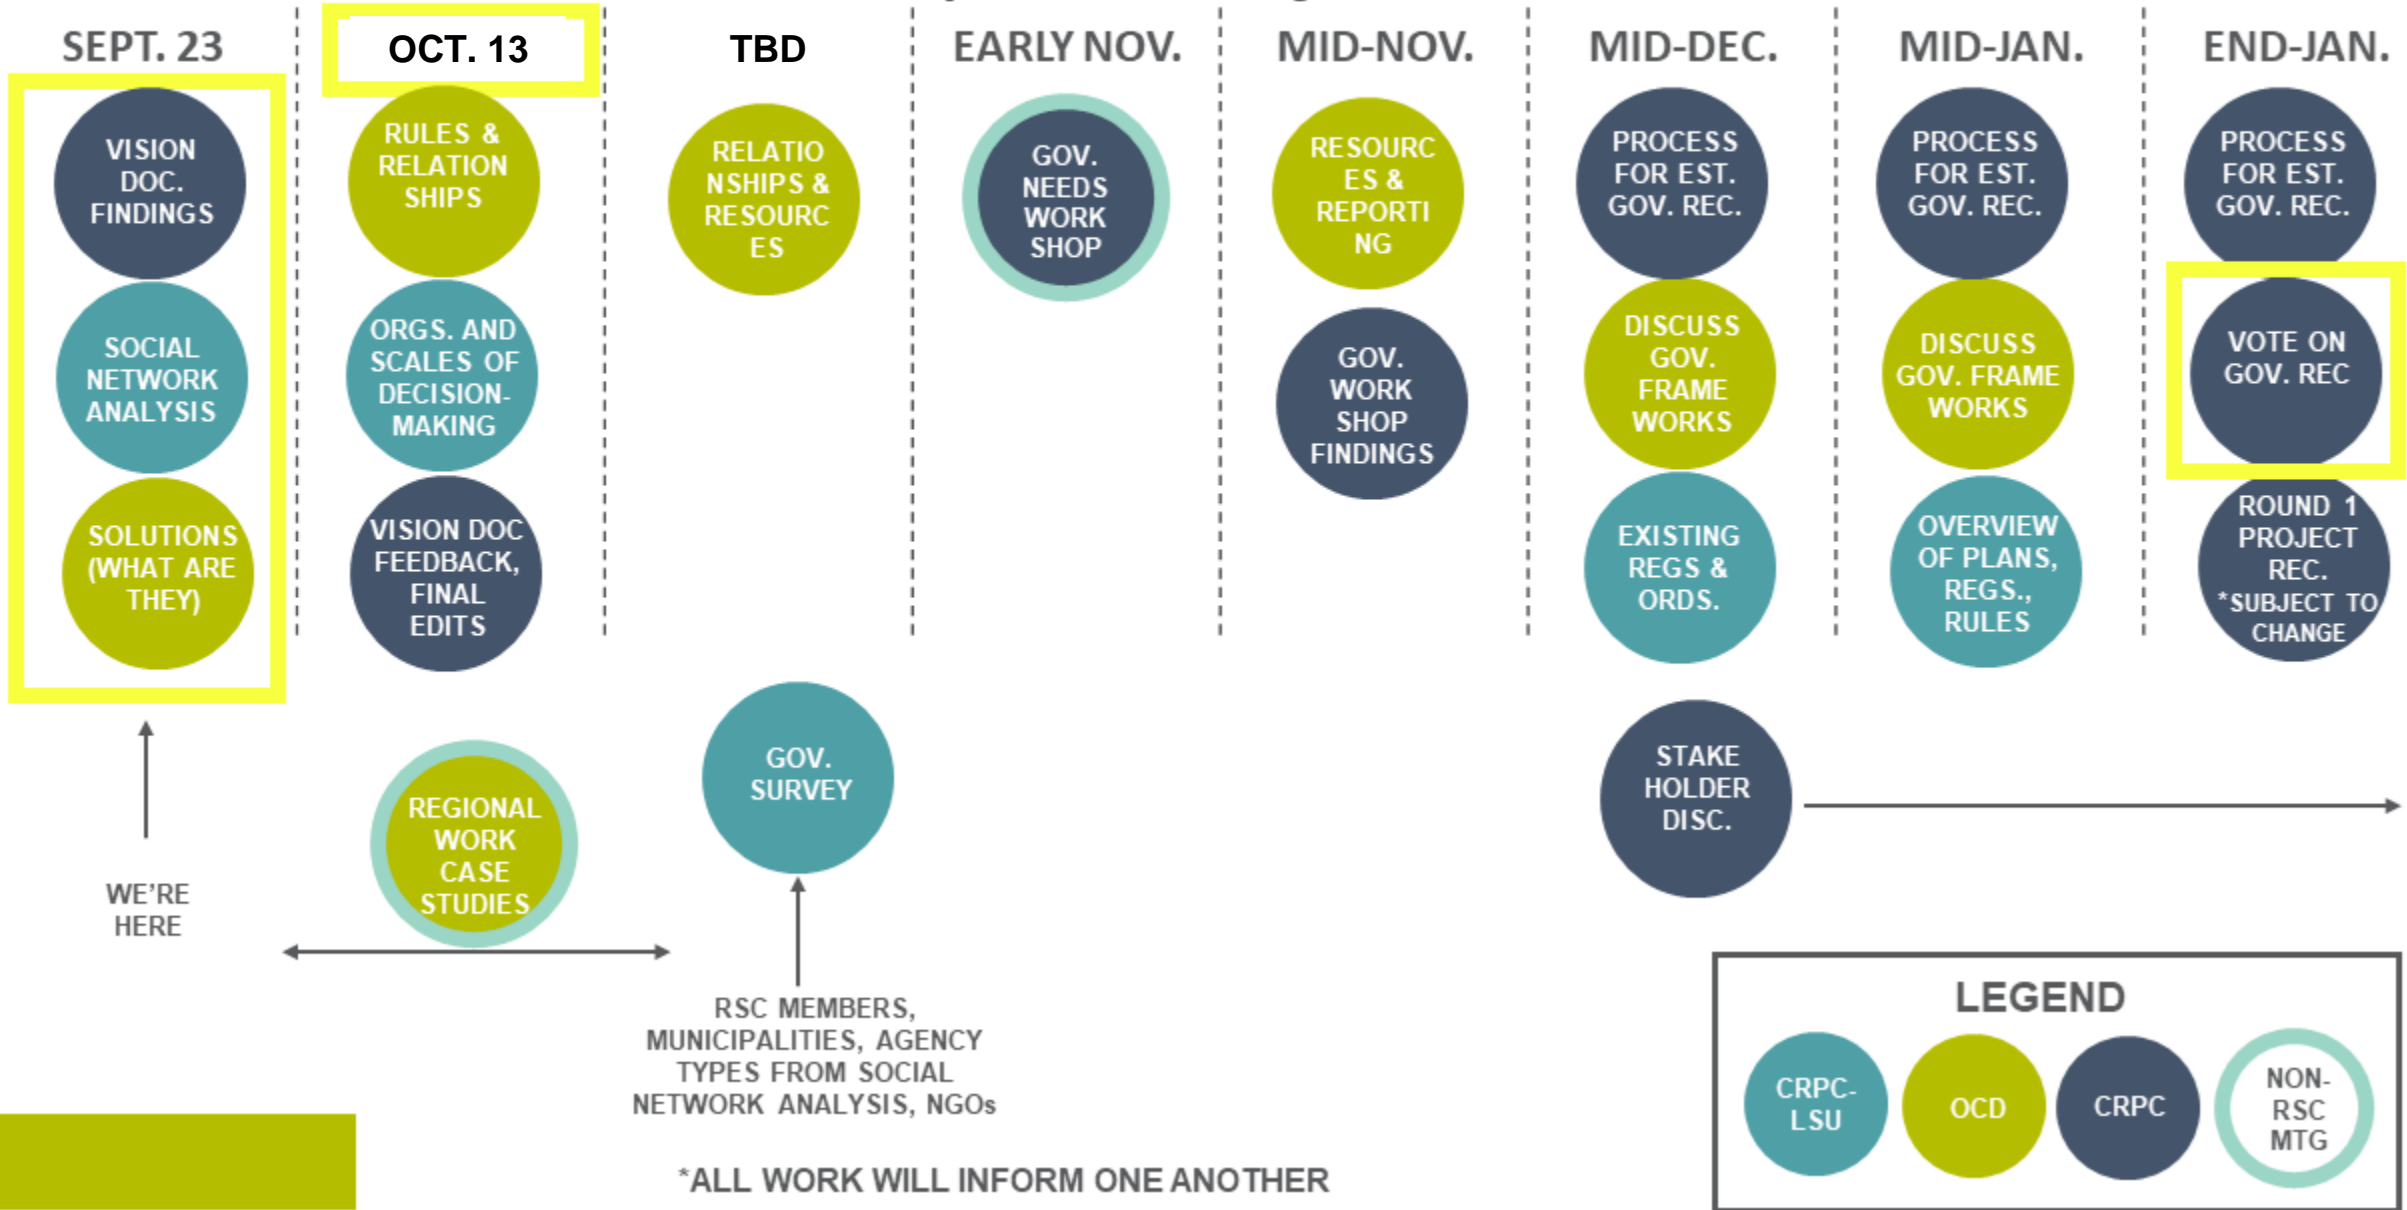 SEPT. 23
OCT. 13
TBD
EARLY NOV.
MID-NOV.
MID-DEC.
MID-JAN.
END-JAN.
VISION
DOC.
FINDINGS
SOCIAL
NETWORK
ANALYSIS
SOLUTIONS
(WHAT ARE
THEY)
RULES &
RELATION
SHIPS
ORGS. AND
SCALES OF
DECISION-
MAKING
VISION DOC
FEEDBACK,
FINAL
EDITS
RELATIO
NSHIPS &
RESOURC
ES
GOV.
NEEDS
WORK
SHOP
RESOURC
ES &
REPORTI
NG
GOV.
WORK
SHOP
FINDINGS
PROCESS
FOR EST.
GOV. REC.
DISCUSS
GOV.
FRAME
WORKS
EXISTING
REGS &
ORDS.
PROCESS
FOR EST.
GOV. REC.
DISCUSS
GOV. FRAME
WORKS
OVERVIEW
OF PLANS,
REGS.,
RULES
PROCESS
FOR EST.
GOV. REC.
VOTE ON
GOV. REC
ROUND 1
PROJECT
REC.
*SUBJECT TO
CHANGE
WE'RE
HERE
REGIONAL
WORK
CASE
STUDIES
GOV.
SURVEY
RSC MEMBERS,
MUNICIPALITIES, AGENCY
TYPES FROM SOCIAL
NETWORK ANALYSIS, NGOs
STAKE
HOLDER
DISC.
LEGEND
CRPC-
LSU
OCD
CRPC
NON-
RSC
MTG
*ALL WORK WILL INFORM ONE ANOTHER